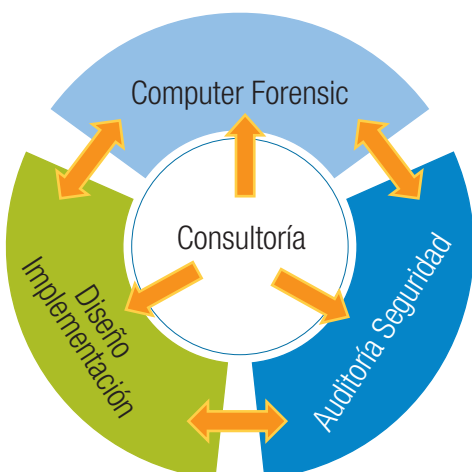 Computer Forensic
Consultoría
Diseño
Implementación
Auditoría Seguridad